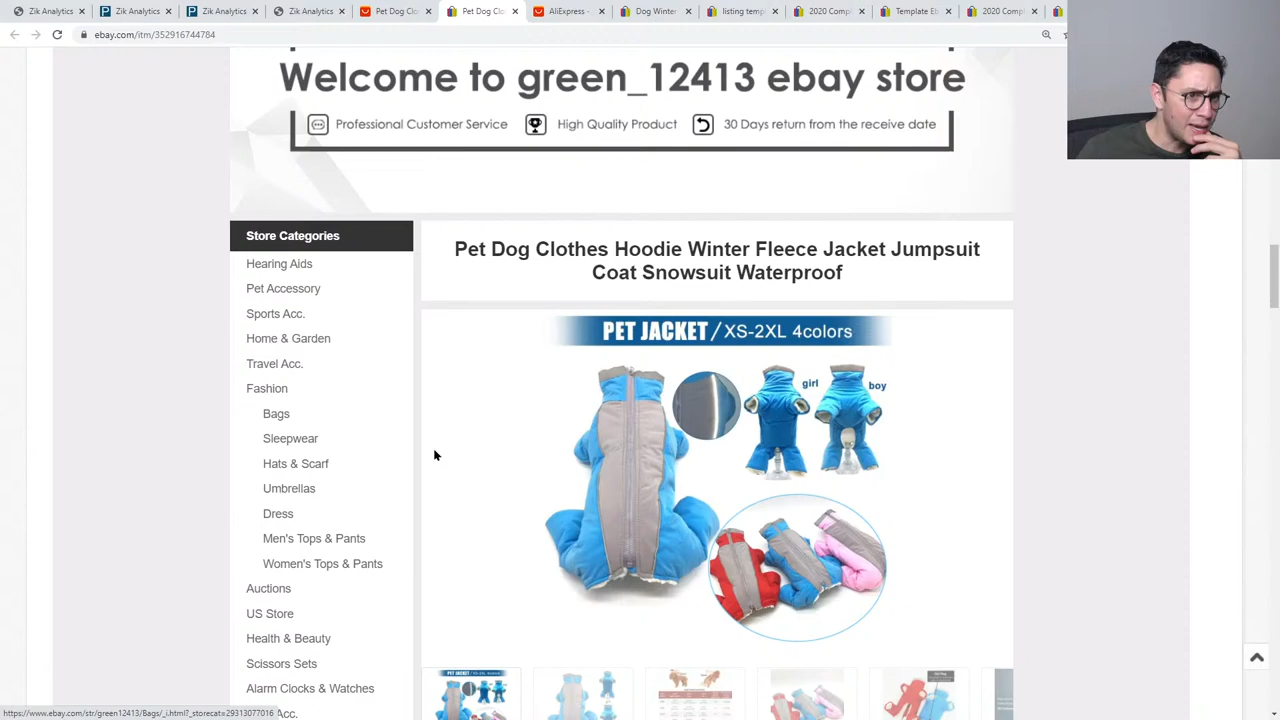 Zik Analytics
Zik Analytics
Zik Analytics
Zik Analytics
Pet Dog Clo
Pet Dog Clo
AliExpress -
Dog Winter
listing temp
2020 Compl
Template Eb
2020 Compl
ebay.com/itm/352916744784
Welcome to green_12413 ebay store
Professional Customer Service
High Quality Product
30 Days return from the receive date
Store Categories
Hearing Aids
Pet Accessory
Sports Acc.
Home & Garden
Travel Acc.
Fashion
Bags
Sleepwear
Hats & Scarf
Umbrellas
Dress
Men's Tops & Pants
Women's Tops & Pants
Auctions
US Store
Health & Beauty
Scissors Sets
Alarm Clocks & Watches
Acc.
Pet Dog Clothes Hoodie Winter Fleece Jacket Jumpsuit
Coat Snowsuit Waterproof
PET JACKET/XS-2XL 4colors
girl
boy